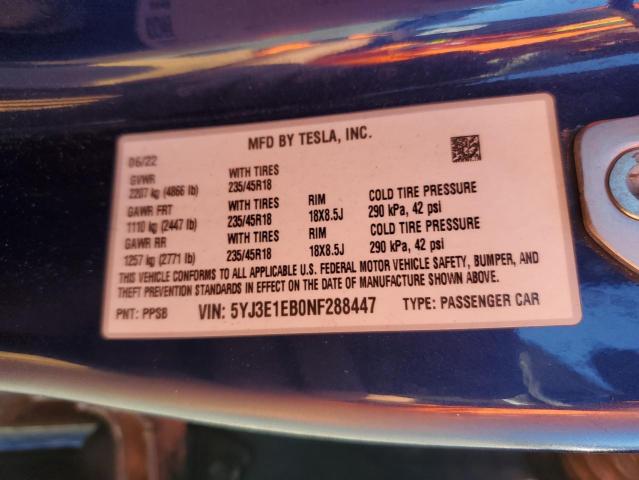 MFD BY TESLA, INC.
06/22
GVWR WITH TIRES
2207 kg (4866 lb) 235/45R18
GAWR FRT WITH TIRES RIM COLD TIRE PRESSURE
1110 kg (2447 lb) 235/45R18 18X8.5J 290 kPa, 42 psi
GAWR RR WITH TIRES RIM COLD TIRE PRESSURE
1257 kg (2771 lb) 235/45R18 18X8.5J 290 kPa, 42 psi
THIS VEHICLE CONFORMS TO ALL APPLICABLE U.S. FEDERAL MOTOR VEHICLE SAFETY, BUMPER, AND
THEFT PREVENTION STANDARDS IN EFFECT ON THE DATE OF MANUFACTURE SHOWN ABOVE.
PNT: PPSB VIN: 5YJ3E1EB0NF288447 TYPE: PASSENGER CAR